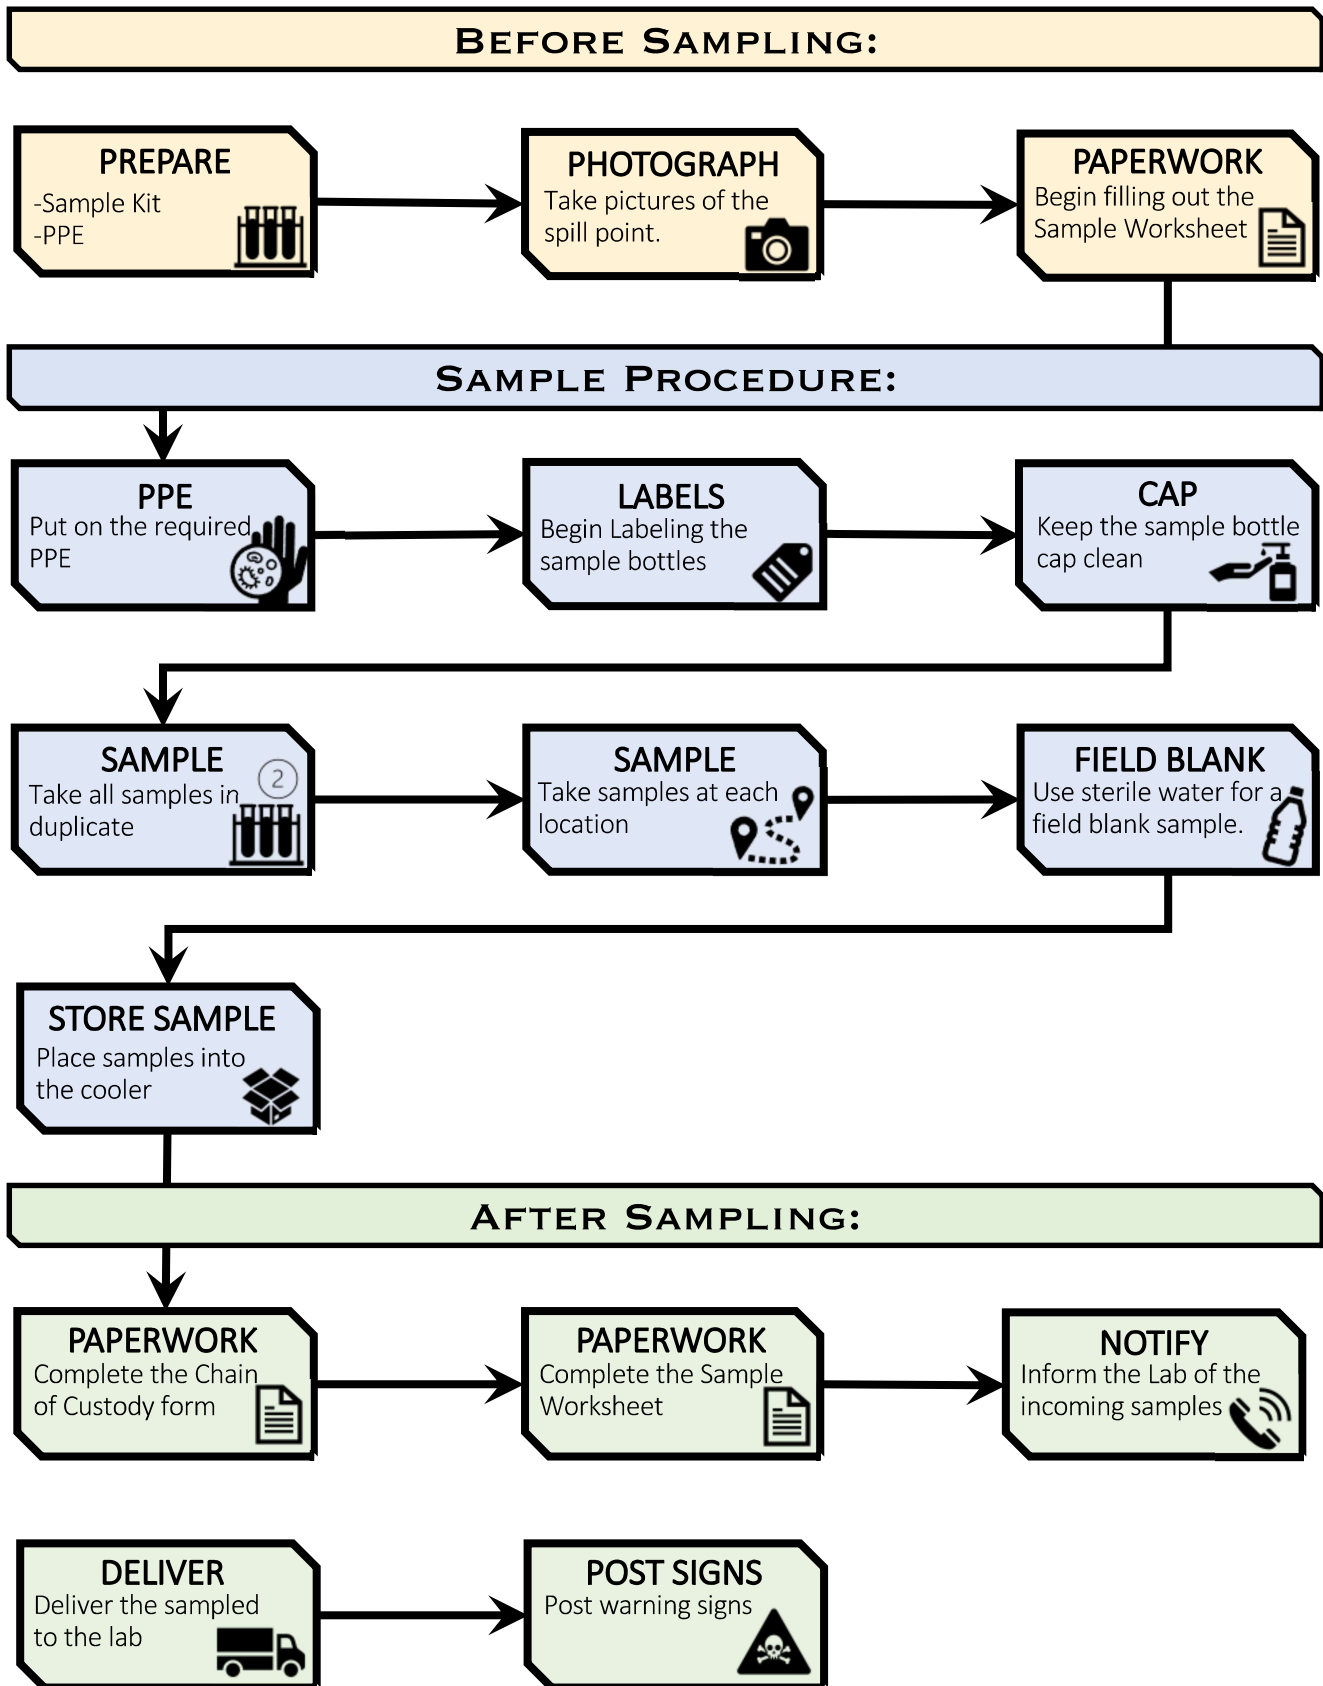 BEFORE SAMPLING:
PREPARE
-Sample Kit
-PPE
PHOTOGRAPH
Take pictures of the
spill point.
PAPERWORK
Begin filling out the
Sample Worksheet
SAMPLE PROCEDURE:
PPE
Put on the required
PPE
LABELS
Begin Labeling the
sample bottles
CAP
Keep the sample bottle
cap clean
SAMPLE
2
Take all samples in
duplicate
SAMPLE
Take samples at each
location
FIELD BLANK
Use sterile water for a
field blank sample.
STORE SAMPLE
Place samples into
the cooler
AFTER SAMPLING:
PAPERWORK
Complete the Chain
of Custody form
PAPERWORK
Complete the Sample
Worksheet
NOTIFY
Inform the Lab of the
incoming samples
DELIVER
Deliver the sampled
to the lab
POST SIGNS
Post warning signs